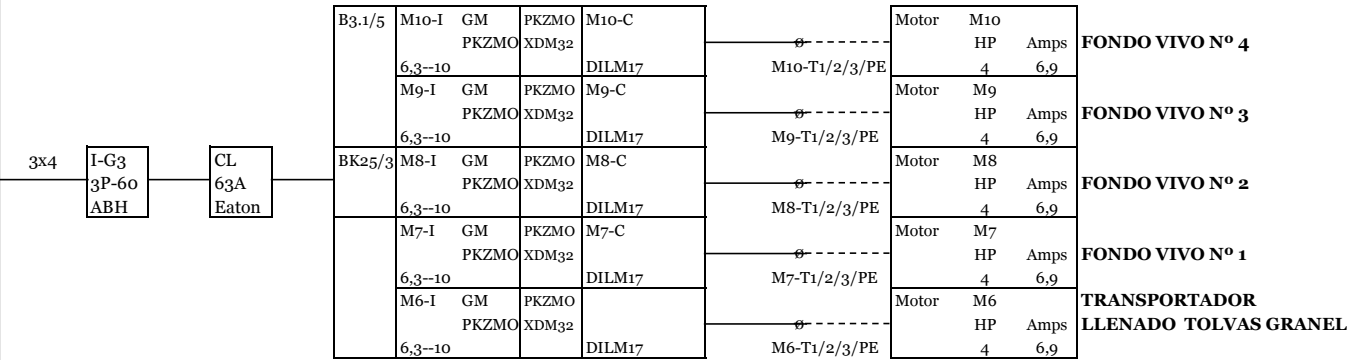 B3.1/5 M10-I GM PKZMO M10-C Motor M10
PKZMO XDM32 HP Amps FONDO VIVO Nº 4
6,3--10 DILM17 M10-T1/2/3/PE 4 6,9
M9-I GM PKZMO M9-C Motor M9
PKZMO XDM32 HP Amps FONDO VIVO Nº 3
6,3--10 DILM17 M9-T1/2/3/PE 4 6,9
3x4 I-G3 CL BK25/3 M8-I GM PKZMO M8-C Motor M8
3P-60 63A PKZMO XDM32 HP Amps FONDO VIVO Nº 2
ABH Eaton 6,3--10 DILM17 M8-T1/2/3/PE 4 6,9
M7-I GM PKZMO M7-C Motor M7
PKZMO XDM32 HP Amps FONDO VIVO Nº 1
6,3--10 DILM17 M7-T1/2/3/PE 4 6,9
M6-I GM PKZMO Motor M6 TRANSPORTADOR
PKZMO XDM32 HP Amps LLENADO TOLVAS GRANEL
6,3--10 DILM17 M6-T1/2/3/PE 4 6,9